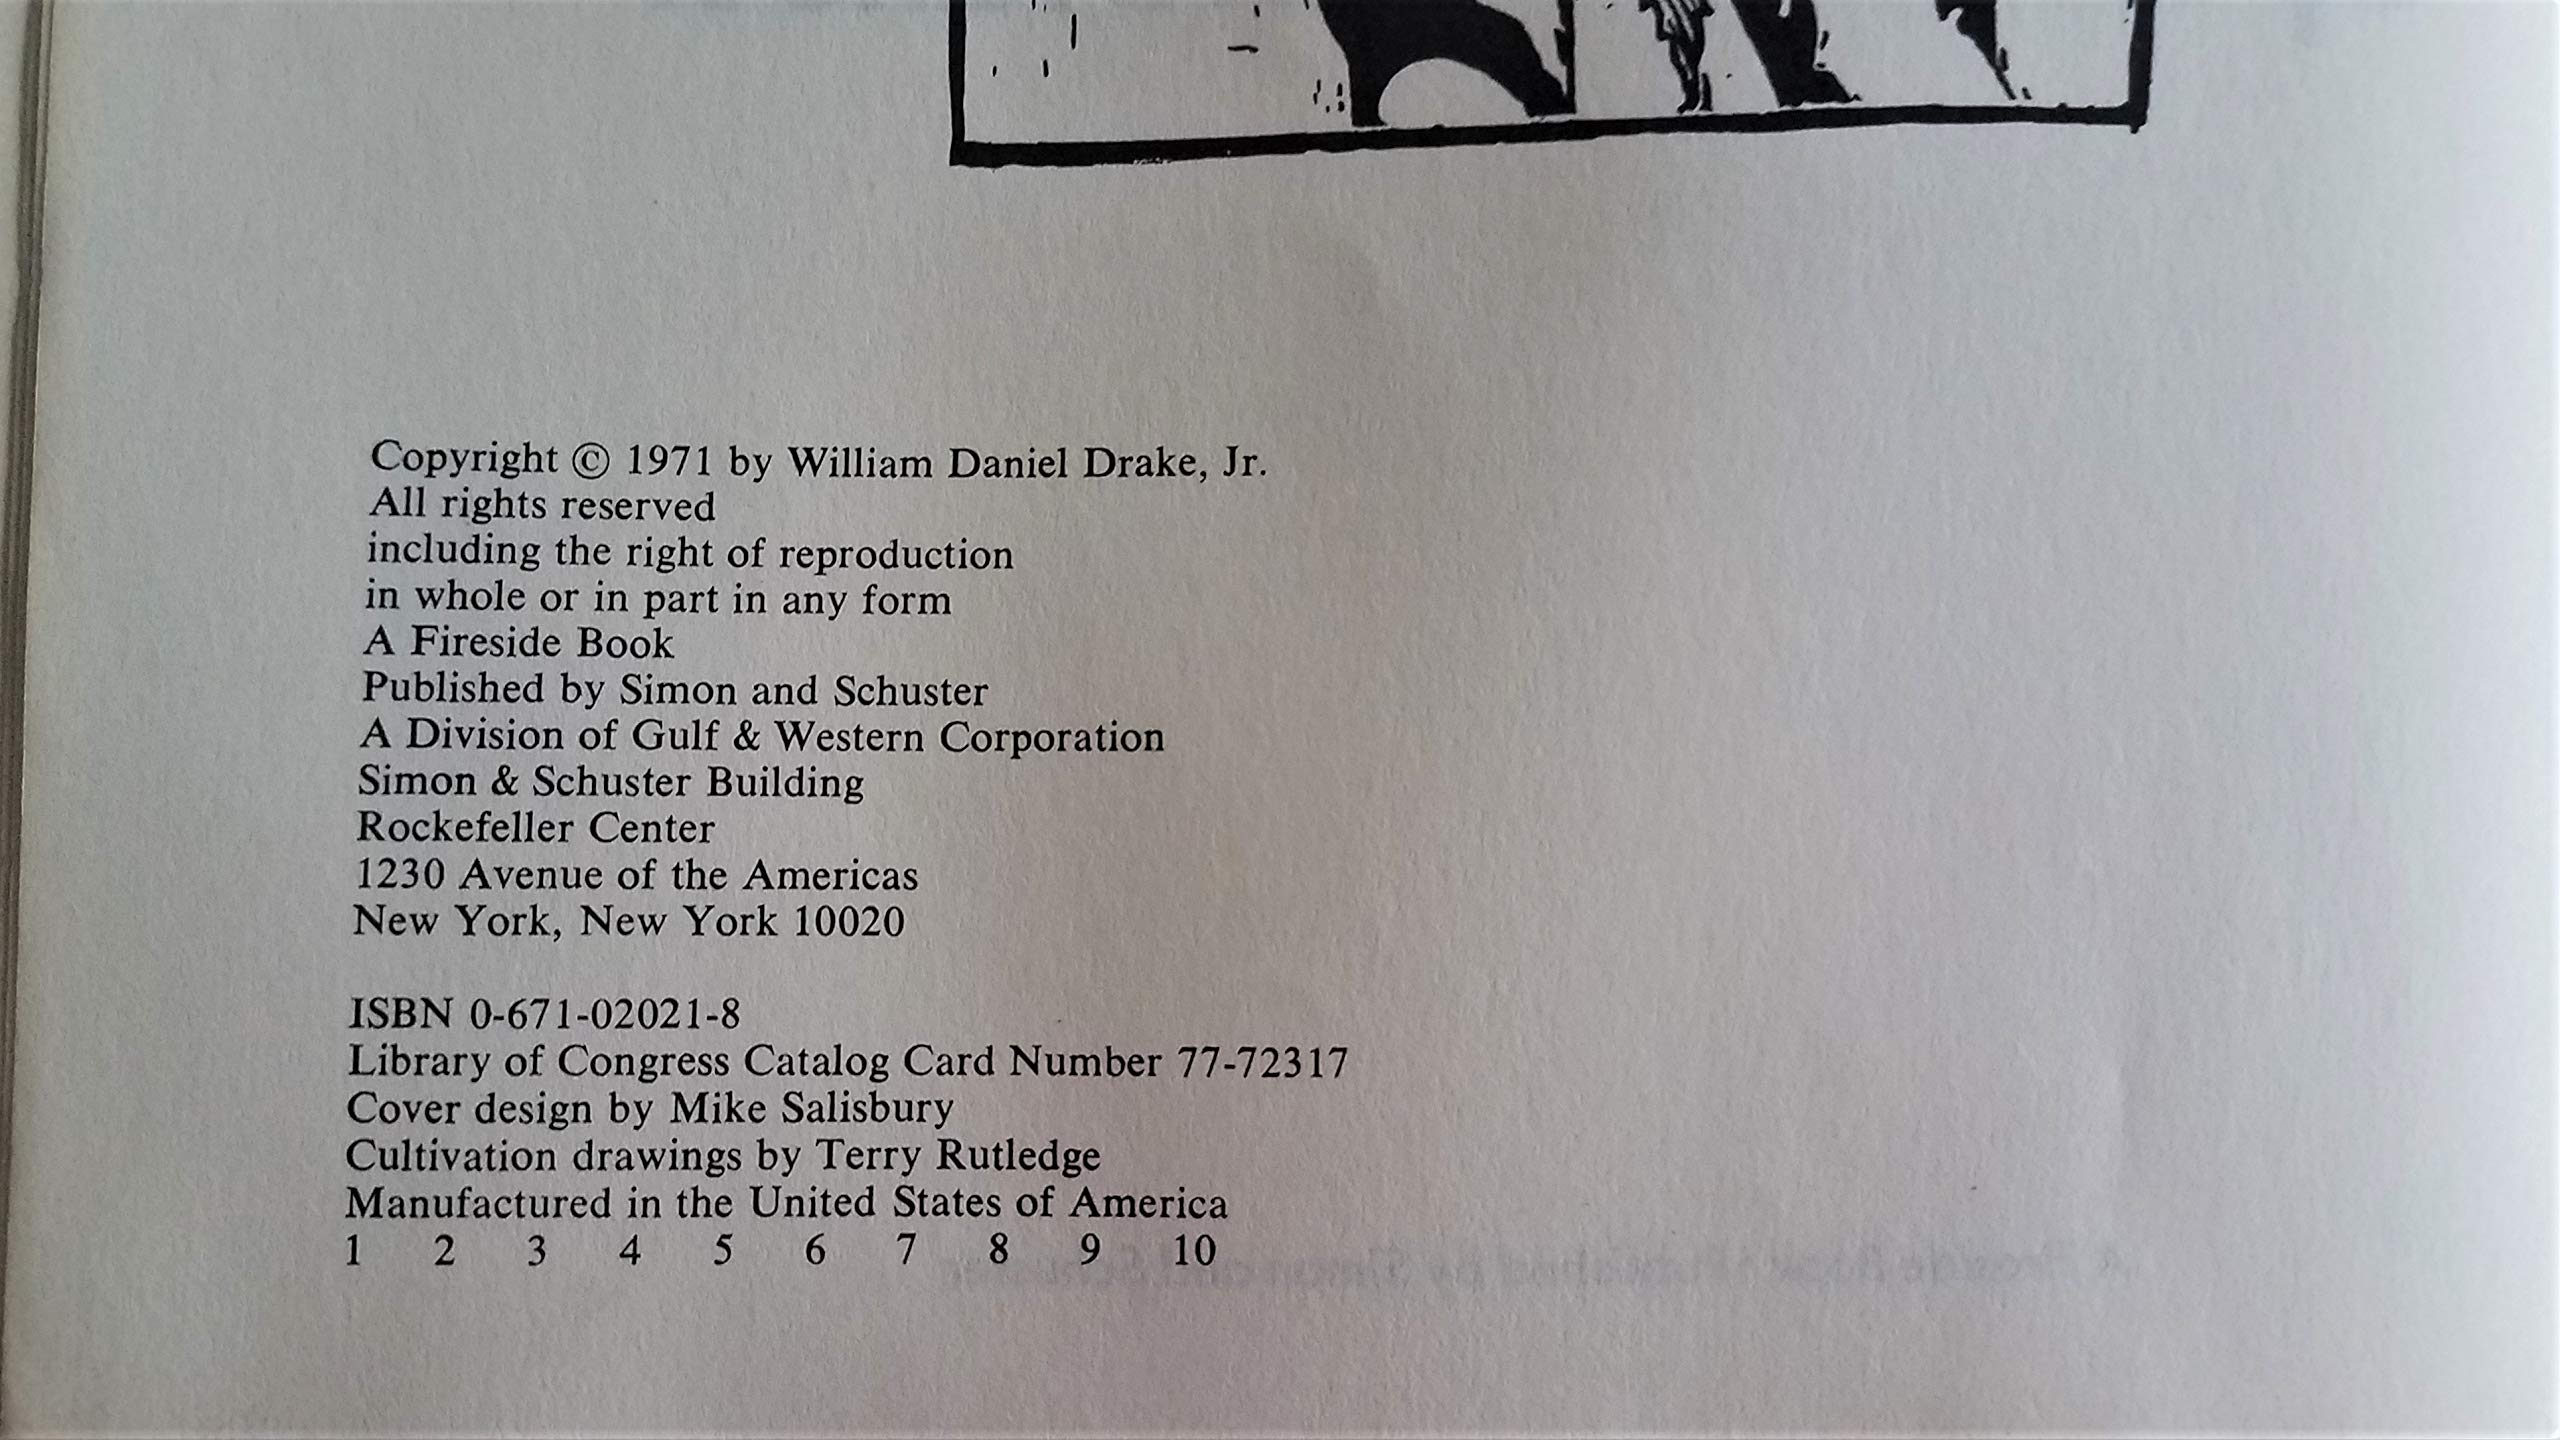 Copyright © 1971 by William Daniel Drake, Jr.
All rights reserved
including the right of reproduction
in whole or in part in any form
A Fireside Book
Published by Simon and Schuster
A Division of Gulf & Western Corporation
Simon & Schuster Building
Rockefeller Center
1230 Avenue of the Americas
New York, New York 10020
ISBN 0-671-02021-8
Library of Congress Catalog Card Number 77-72317
Cover design by Mike Salisbury
Cultivation drawings by Terry Rutledge
Manufactured in the United States of America
1 2 3 4 5 6 7 8 9 10